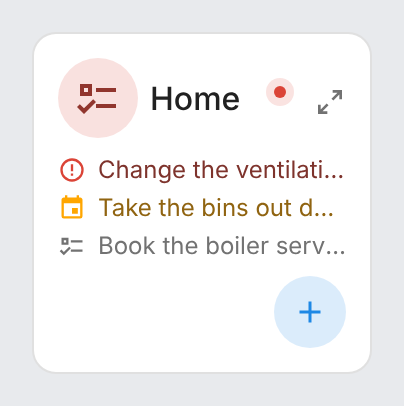 Home
Change the ventilati...
Take the bins out d...
Book the boiler serv...